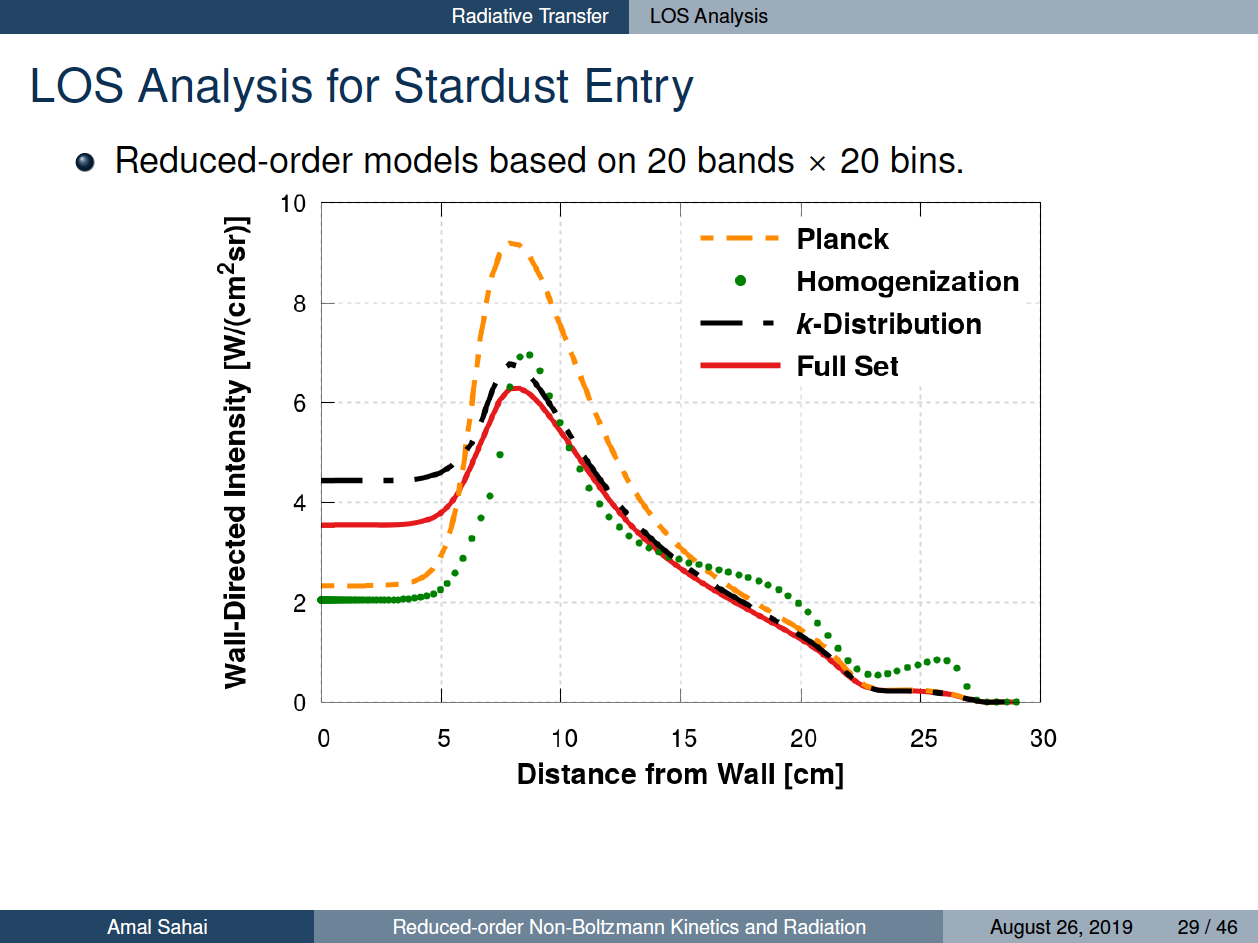 Radiative Transfer LOS Analysis
LOS Analysis for Stardust Entry
Reduced-order models based on 20 bands × 20 bins.
Wall-Directed Intensity [W/(cm²sr)]
10
8
6
4
2
0
Planck
Homogenization
k-Distribution
Full Set
0 5 10 15 20 25 30
Distance from Wall [cm]
Amal Sahai Reduced-order Non-Boltzmann Kinetics and Radiation August 26, 2019 29 / 46